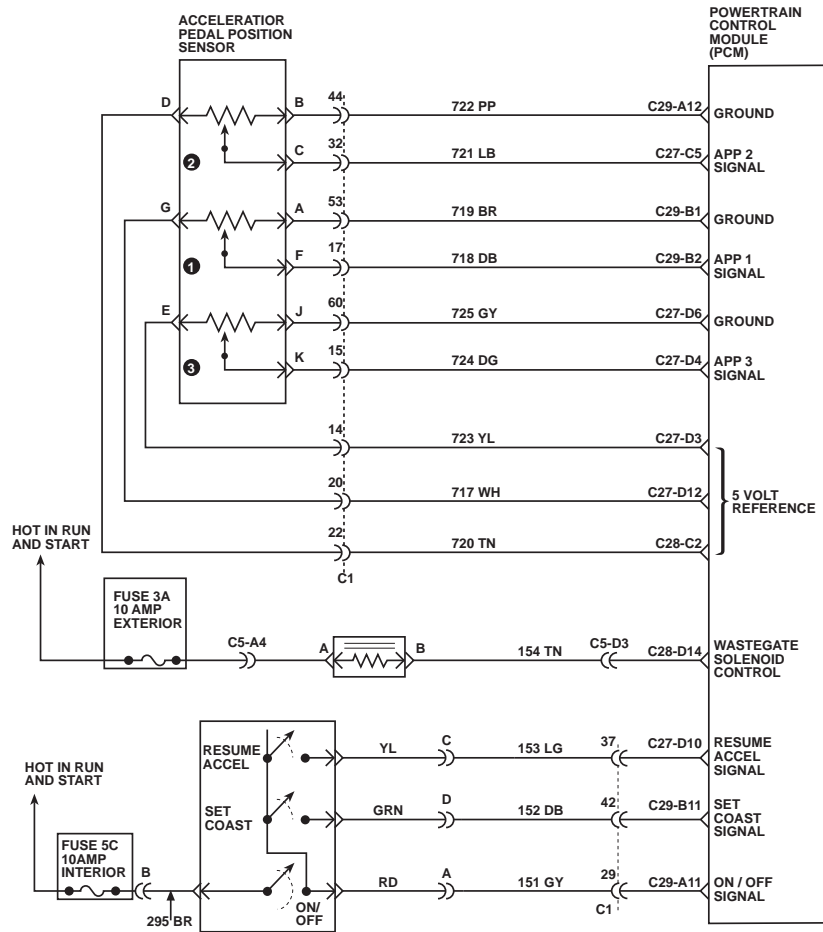 ACCELERATIOR
PEDAL POSITION
SENSOR
POWERTRAIN
CONTROL
MODULE
(PCM)
D
B
44
722 PP
C29-A12
GROUND
2
C
32
721 LB
C27-C5
APP 2
SIGNAL
G
A
53
719 BR
C29-B1
GROUND
1
F
17
718 DB
C29-B2
APP 1
SIGNAL
E
J
60
725 GY
C27-D6
GROUND
3
K
15
724 DG
C27-D4
APP 3
SIGNAL
14
723 YL
C27-D3
20
717 WH
C27-D12
5 VOLT
REFERENCE
22
720 TN
C28-C2
C1
HOT IN RUN
AND START
FUSE 3A
10 AMP
EXTERIOR
C5-A4
A
B
154 TN
C5-D3
C28-D14
WASTEGATE
SOLENOID
CONTROL
HOT IN RUN
AND START
RESUME
ACCEL
YL
C
153 LG
37
C27-D10
RESUME
ACCEL
SIGNAL
SET
COAST
GRN
D
152 DB
42
C29-B11
SET
COAST
SIGNAL
FUSE 5C
10AMP
INTERIOR
B
295 BR
ON/
OFF
RD
A
151 GY
29
C1
C29-A11
ON / OFF
SIGNAL